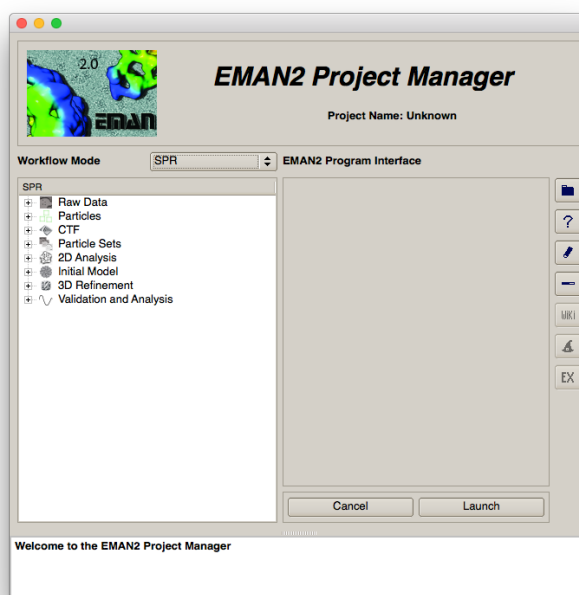 2.0
EMAN
EMAN2 Project Manager
Project Name: Unknown
Workflow Mode
SPR
EMAN2 Program Interface
SPR
Raw Data
Particles
CTF
Particle Sets
2D Analysis
Initial Model
3D Refinement
Validation and Analysis
?
WIKI
EX
Cancel
Launch
Welcome to the EMAN2 Project Manager